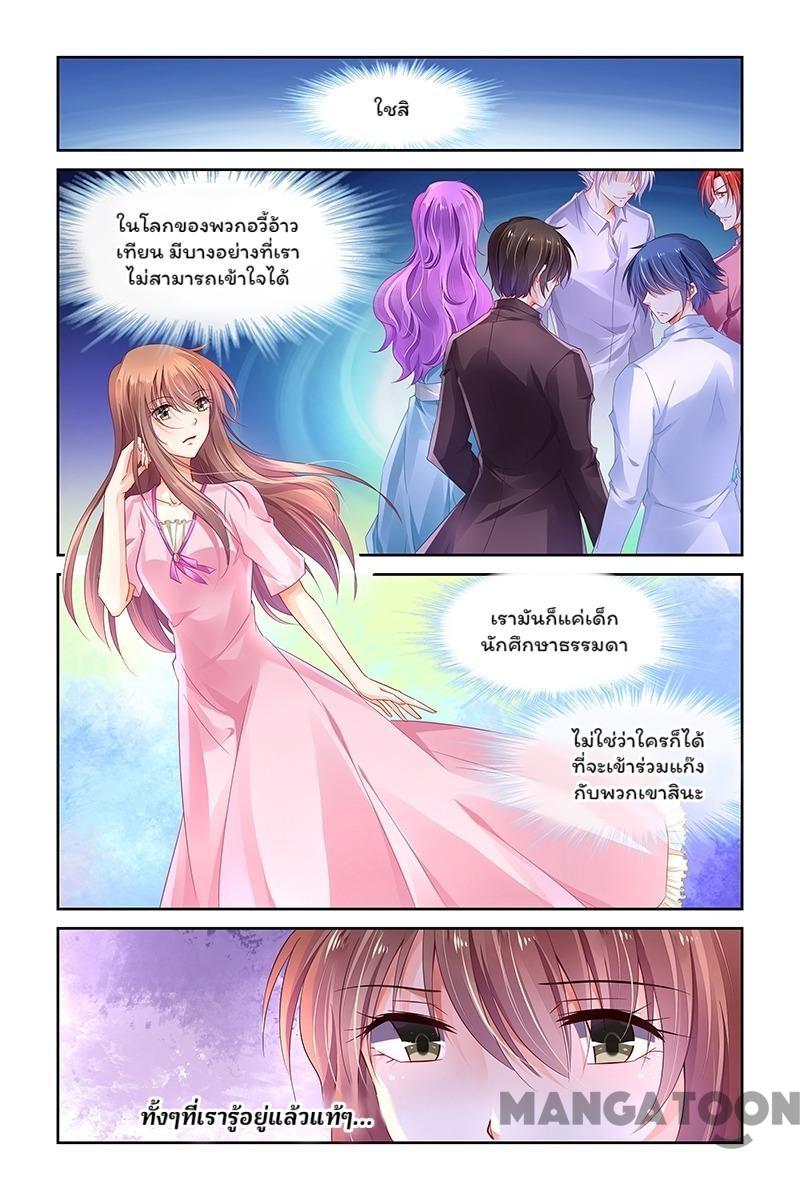 ใชสิ
ในโลกของพวกอวี้อ้าว
เทียน มีบางอย่างที่เรา
ไม่สามารถเข้าใจได้
เรามันก็แค่เด็ก
นักศึกษาธรรมดา
ไม่ใช่ว่าใครก็ได้
ที่จะเข้าร่วมแก๊ง
กับพวกเขาสินะ
ทั้งๆที่เรารู้อยู่แล้วแท้ๆ...
MANGATOON